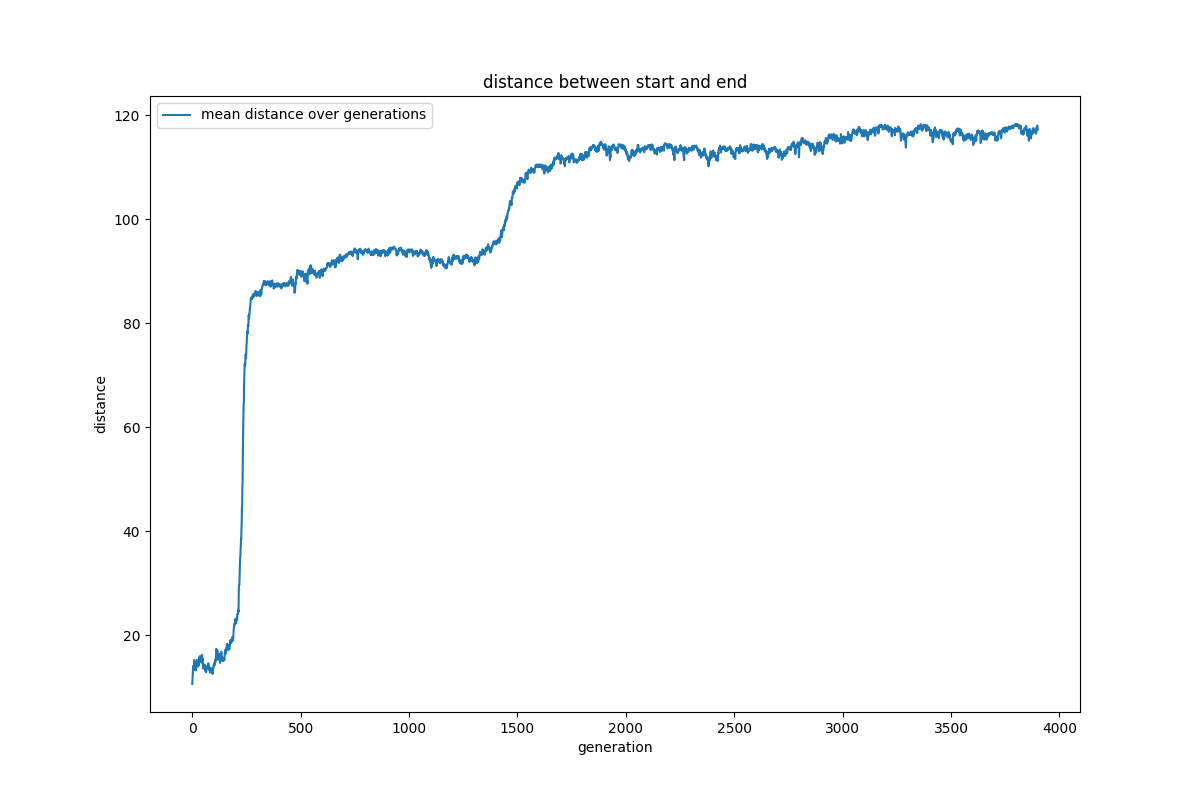 distance between start and end
mean distance over generations
120
100
80
60
40
20
distance
0 500 1000 1500 2000 2500 3000 3500 4000
generation